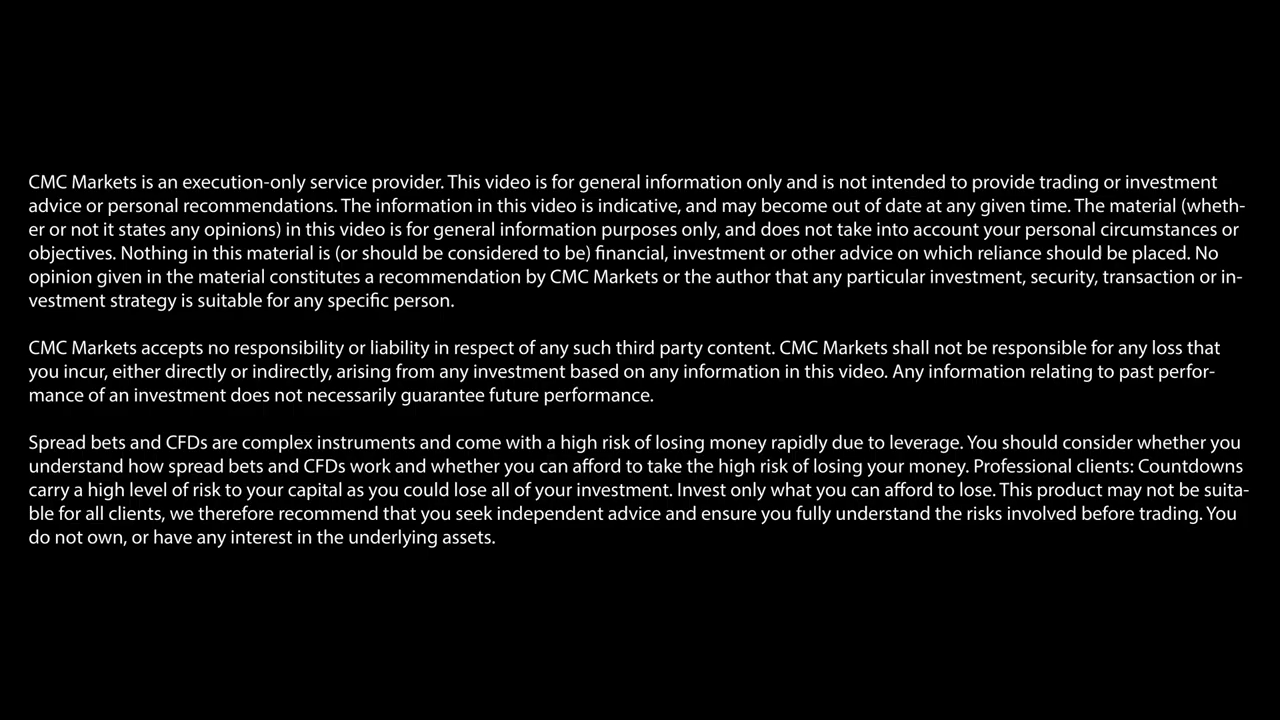 CMC Markets is an execution-only service provider. This video is for general information only and is not intended to provide trading or investment
advice or personal recommendations. The information in this video is indicative, and may become out of date at any given time. The material (wheth-
er or not it states any opinions) in this video is for general information purposes only, and does not take into account your personal circumstances or
objectives. Nothing in this material is (or should be considered to be) financial, investment or other advice on which reliance should be placed. No
opinion given in the material constitutes a recommendation by CMC Markets or the author that any particular investment, security, transaction or in-
vestment strategy is suitable for any specific person.
CMC Markets accepts no responsibility or liability in respect of any such third party content. CMC Markets shall not be responsible for any loss that
you incur, either directly or indirectly, arising from any investment based on any information in this video. Any information relating to past perfor-
mance of an investment does not necessarily guarantee future performance.
Spread bets and CFDs are complex instruments and come with a high risk of losing money rapidly due to leverage. You should consider whether you
understand how spread bets and CFDs work and whether you can afford to take the high risk of losing your money. Professional clients: Countdowns
carry a high level of risk to your capital as you could lose all of your investment. Invest only what you can afford to lose. This product may not be suita-
ble for all clients, we therefore recommend that you seek independent advice and ensure you fully understand the risks involved before trading. You
do not own, or have any interest in the underlying assets.